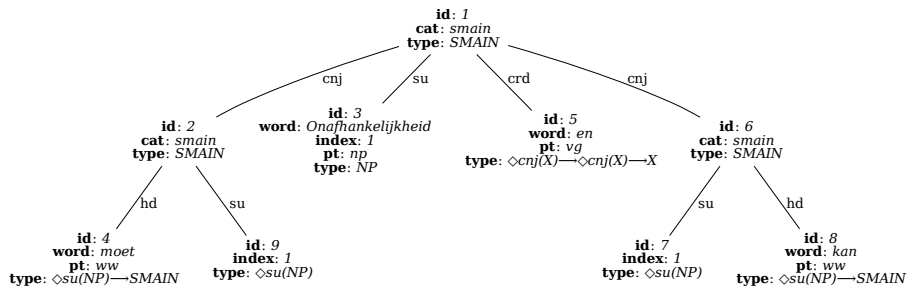 id: 1
cat: smain
type: SMAIN
cnj
su
crd
cnj
id: 2
cat: smain
type: SMAIN
id: 3
word: Onafhankelijkheid
index: 1
pt: np
type: NP
id: 5
word: en
pt: vg
type: ◇cnj(X)⟶◇cnj(X)⟶X
id: 6
cat: smain
type: SMAIN
hd
su
su
hd
id: 4
word: moet
pt: ww
type: ◇su(NP)⟶SMAIN
id: 9
index: 1
type: ◇su(NP)
id: 7
index: 1
type: ◇su(NP)
id: 8
word: kan
pt: ww
type: ◇su(NP)⟶SMAIN